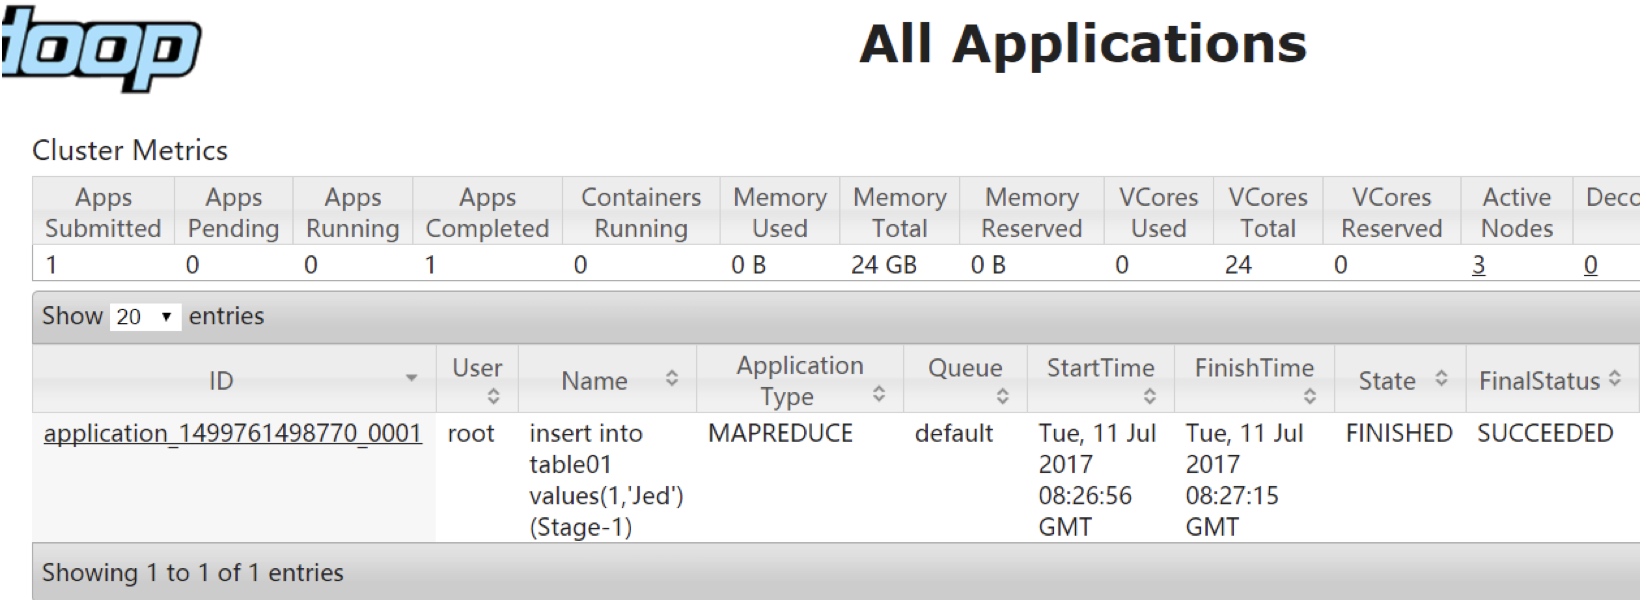 doop
All Applications
Cluster Metrics
Apps Submitted Apps Pending Apps Running Apps Completed Containers Running Memory Used Memory Total Memory Reserved VCores Used VCores Total VCores Reserved Active Nodes Deco
1 0 0 1 0 0 B 24 GB 0 B 0 24 0 3 0
Show 20 entries
ID User Name Application Type Queue StartTime FinishTime State FinalStatus
application_1499761498770_0001 root insert into MAPREDUCE default Tue, 11 Jul Tue, 11 Jul FINISHED SUCCEEDED
table01 2017 2017
values(1,'Jed') 08:26:56 08:27:15
(Stage-1) GMT GMT
Showing 1 to 1 of 1 entries